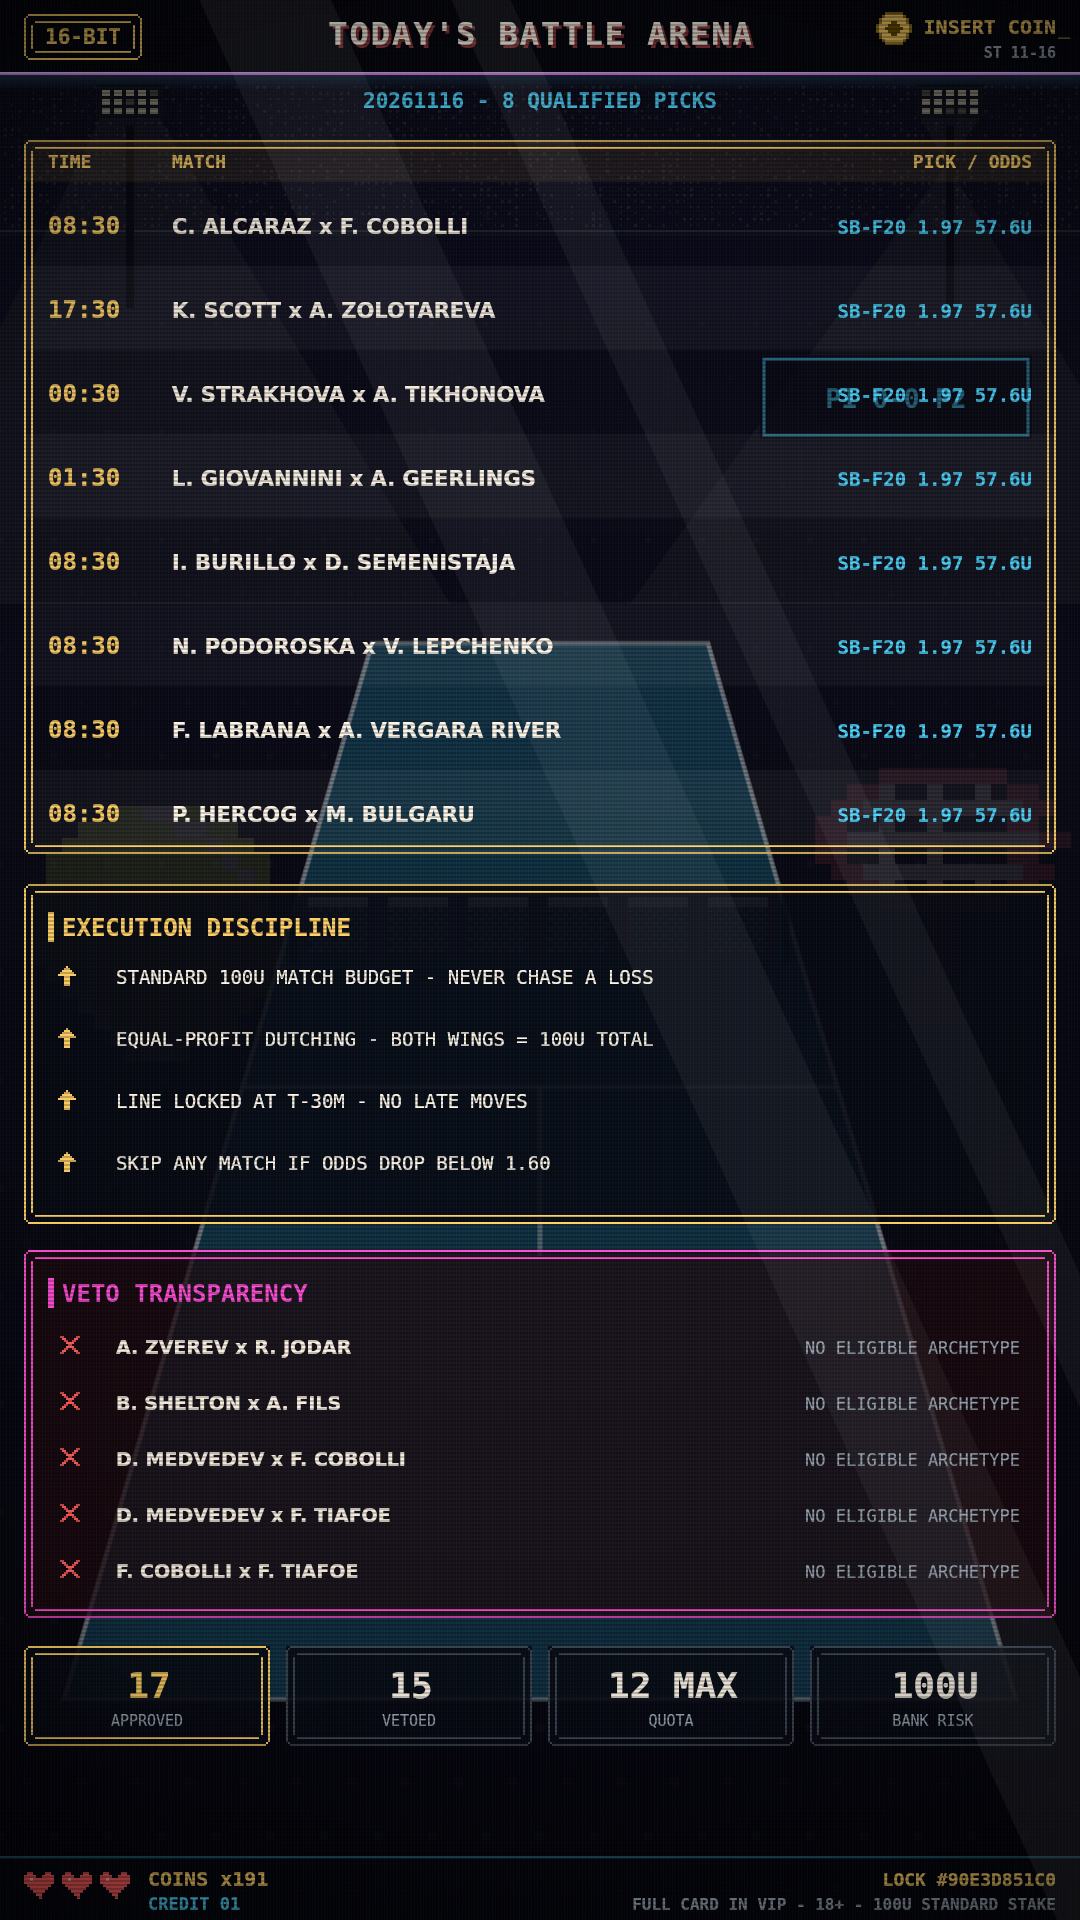 16-BIT
TODAY'S BATTLE ARENA
INSERT COIN_
ST 11-16
20261116 - 8 QUALIFIED PICKS
TIME MATCH PICK / ODDS
08:30 C. ALCARAZ x F. COBOLLI SB-F20 1.97 57.6U
17:30 K. SCOTT x A. ZOLOTAREVA SB-F20 1.97 57.6U
00:30 V. STRAKHOVA x A. TIKHONOVA SB-F20 1.97 57.6U
P1 0-0 P2
01:30 L. GIOVANNINI x A. GEERLINGS SB-F20 1.97 57.6U
08:30 I. BURILLO x D. SEMENISTAJA SB-F20 1.97 57.6U
08:30 N. PODOROSKA x V. LEPCHENKO SB-F20 1.97 57.6U
08:30 F. LABRANA x A. VERGARA RIVER SB-F20 1.97 57.6U
08:30 P. HERCOG x M. BULGARU SB-F20 1.97 57.6U
EXECUTION DISCIPLINE
STANDARD 100U MATCH BUDGET - NEVER CHASE A LOSS
EQUAL-PROFIT DUTCHING - BOTH WINGS = 100U TOTAL
LINE LOCKED AT T-30M - NO LATE MOVES
SKIP ANY MATCH IF ODDS DROP BELOW 1.60
VETO TRANSPARENCY
A. ZVEREV x R. JODAR NO ELIGIBLE ARCHETYPE
B. SHELTON x A. FILS NO ELIGIBLE ARCHETYPE
D. MEDVEDEV x F. COBOLLI NO ELIGIBLE ARCHETYPE
D. MEDVEDEV x F. TIAFOE NO ELIGIBLE ARCHETYPE
F. COBOLLI x F. TIAFOE NO ELIGIBLE ARCHETYPE
17 15 12 MAX 100U
APPROVED VETOED QUOTA BANK RISK
COINS x191 LOCK #90E3D851C0
CREDIT 01 FULL CARD IN VIP - 18+ - 100U STANDARD STAKE